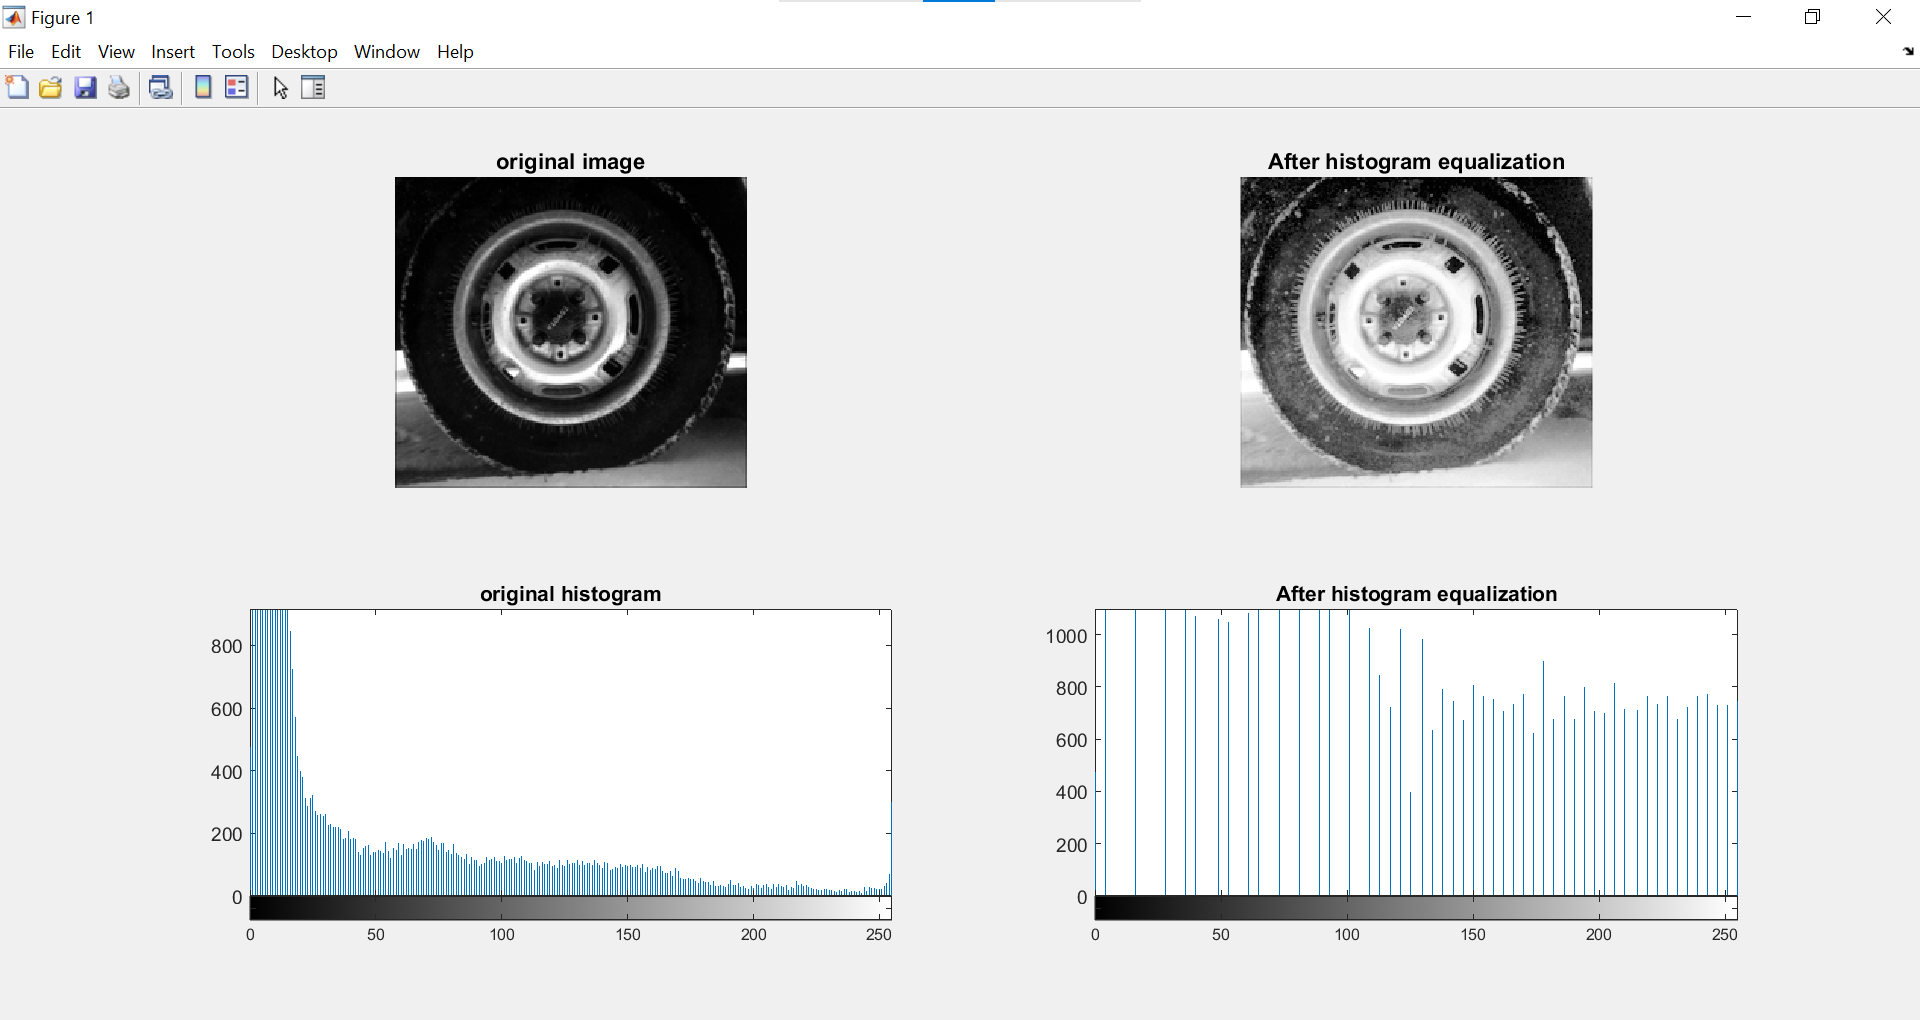 Figure 1
File Edit View Insert Tools Desktop Window Help
original image
After histogram equalization
original histogram
After histogram equalization
800
600
400
200
0
0 50 100 150 200 250
1000
800
600
400
200
0
0 50 100 150 200 250